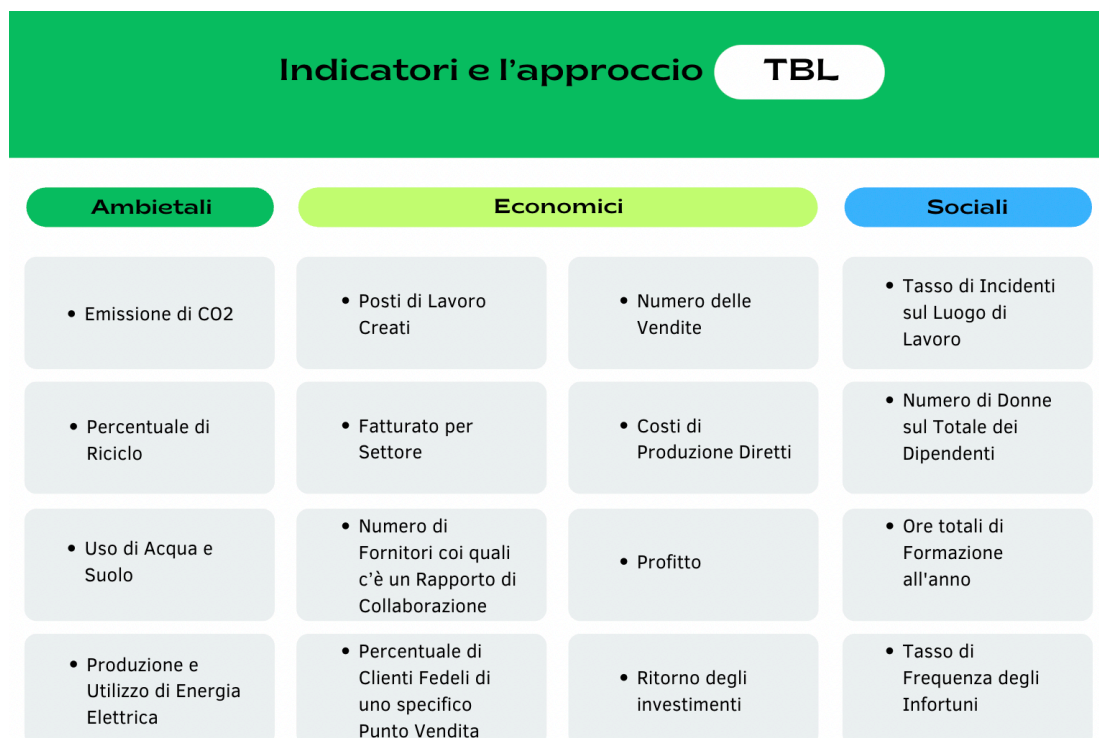 Indicatori e l'approccio TBL
Ambietali
Economici
Sociali
• Emissione di CO2
• Posti di Lavoro
Creati
• Numero delle
Vendite
• Tasso di Incidenti
sul Luogo di
Lavoro
• Percentuale di
Riciclo
• Fatturato per
Settore
• Costi di
Produzione Diretti
• Numero di Donne
sul Totale dei
Dipendenti
• Uso di Acqua e
Suolo
• Numero di
Fornitori coi quali
c'è un Rapporto di
Collaborazione
• Profitto
• Ore totali di
Formazione
all'anno
• Produzione e
Utilizzo di Energia
Elettrica
• Percentuale di
Clienti Fedeli di
uno specifico
Punto Vendita
• Ritorno degli
investimenti
• Tasso di
Frequenza degli
Infortuni